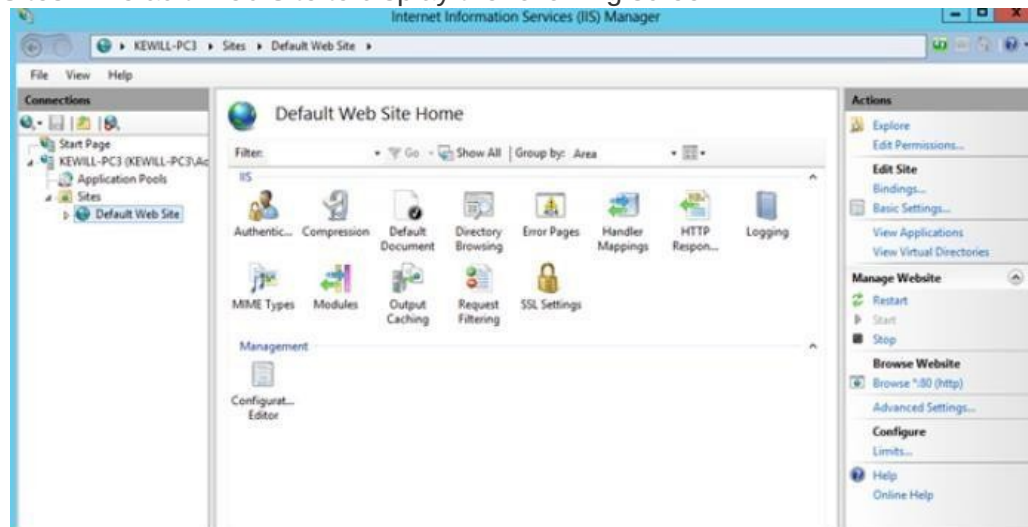 Internet Information Services (IIS) Manager
KEWILL-PC3 ▸ Sites ▸ Default Web Site ▸
File View Help
Connections
Start Page
KEWILL-PC3 (KEWILL-PC3\Ac
Application Pools
Sites
Default Web Site
Default Web Site Home
Filter: Go Show All Group by: Area
IIS
Authentic... Compression Default Document Directory Browsing Error Pages Handler Mappings HTTP Respon... Logging
MIME Types Modules Output Caching Request Filtering SSL Settings
Management
Configurat... Editor
Actions
Explore
Edit Permissions...
Edit Site
Bindings...
Basic Settings...
View Applications
View Virtual Directories
Manage Website
Restart
Start
Stop
Browse Website
Browse *:80 (http)
Advanced Settings...
Configure
Limits...
Help
Online Help